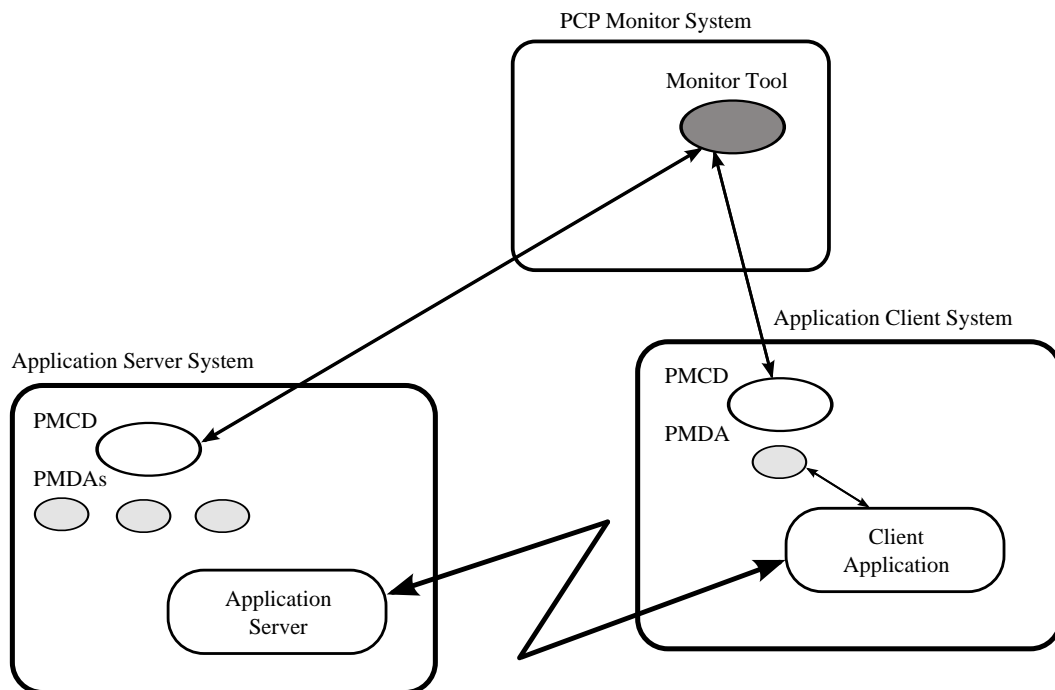 PCP Monitor System
Monitor Tool
Application Client System
PMCD
PMDA
Client
Application
Application Server System
PMCD
PMDAs
Application
Server